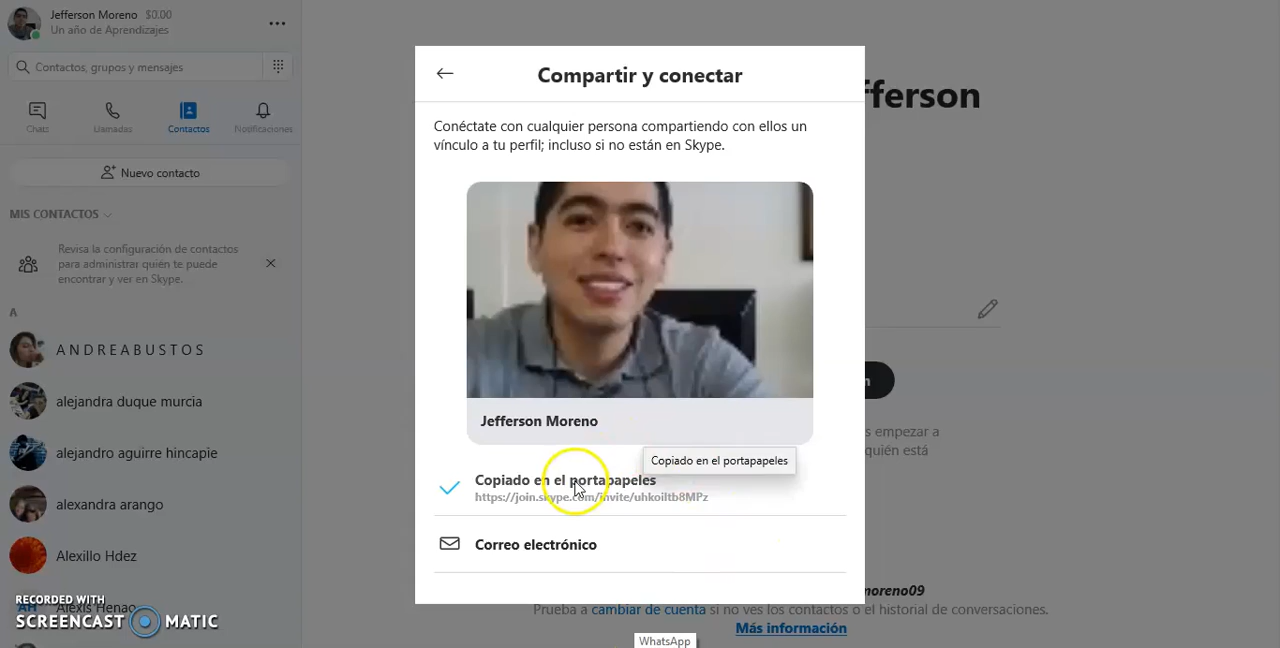 Jefferson Moreno $0.00
Un año de Aprendizajes
Contactos, grupos y mensajes
Chats
Llamadas
Contactos
Notificaciones
Nuevo contacto
MIS CONTACTOS
Revisa la configuración de contactos
para administrar quién te puede
encontrar y ver en Skype.
A
A N D R E A B U S T O S
alejandra duque murcia
alejandro aguirre hincapie
alexandra arango
Alexillo Hdez
AH
Alexis Henao
RECORDED WITH
SCREENCAST MATIC
Compartir y conectar
Conéctate con cualquier persona compartiendo con ellos un
vínculo a tu perfil; incluso si no están en Skype.
Jefferson Moreno
Copiado en el portapapeles
Copiado en el portapapeles
https://join.skype.com/invite/uhkoiltb8MPz
Correo electrónico
fferson
n
s empezar a
quién está
moreno09
Prueba a cambiar de cuenta si no ves los contactos o el historial de conversaciones.
Más información
WhatsApp